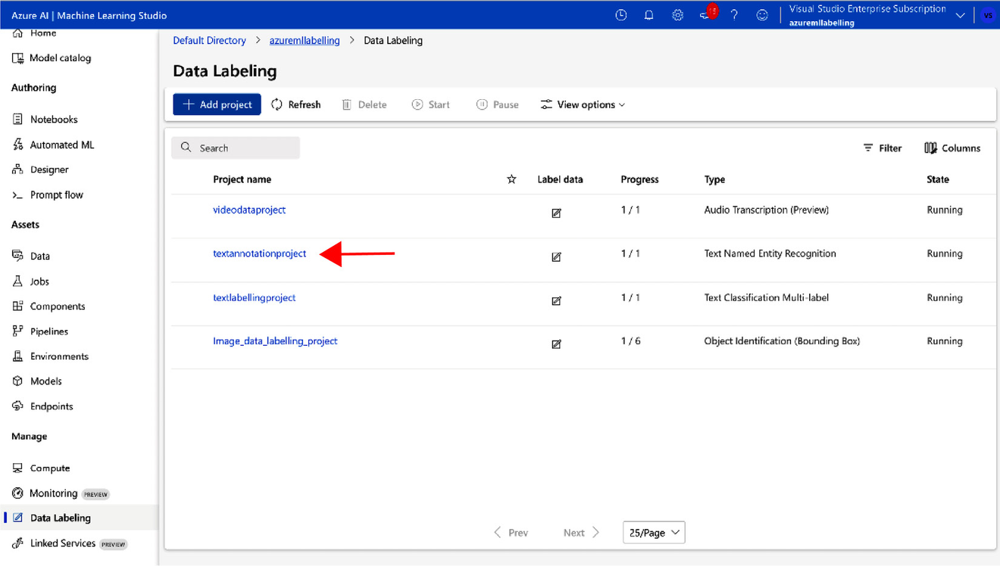 Azure AI | Machine Learning Studio
15
?
Visual Studio Enterprise Subscription
azuremllabelling
VS
Home
Model catalog
Authoring
Notebooks
Automated ML
Designer
Prompt flow
Assets
Data
Jobs
Components
Pipelines
Environments
Models
Endpoints
Manage
Compute
Monitoring PREVIEW
Data Labeling
Linked Services PREVIEW
Default Directory > azuremllabelling > Data Labeling
Data Labeling
Add project Refresh Delete Start Pause View options
Search Filter Columns
Project name Label data Progress Type State
videodataproject 1 / 1 Audio Transcription (Preview) Running
textannotationproject 1 / 1 Text Named Entity Recognition Running
textlabellingproject 1 / 1 Text Classification Multi-label Running
Image_data_labelling_project 1 / 6 Object Identification (Bounding Box) Running
Prev Next 25/Page